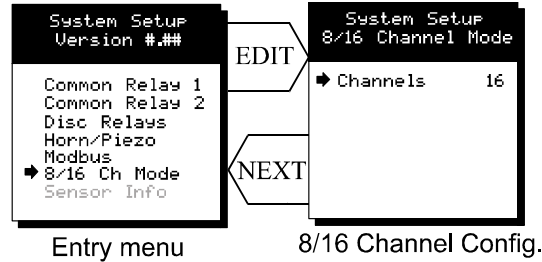 System Setup
Version #.##
Common Relay 1
Common Relay 2
Disc Relays
Horn/Piezo
Modbus
8/16 Ch Mode
Sensor Info
Entry menu
EDIT
NEXT
System Setup
8/16 Channel Mode
Channels 16
8/16 Channel Config.